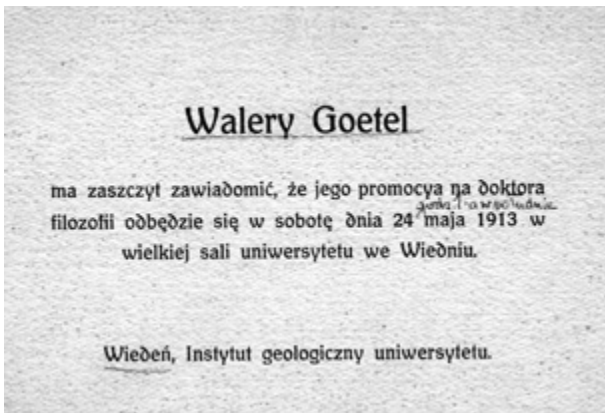 Walery Goetel
ma zaszczyt zawiadomić, że jego promocya na doktora
filozofii odbędzie się w sobotę dnia 24 maja 1913 w
wielkiej sali uniwersytetu we Wiedniu.
Wiedeń, Instytut geologiczny uniwersytetu.